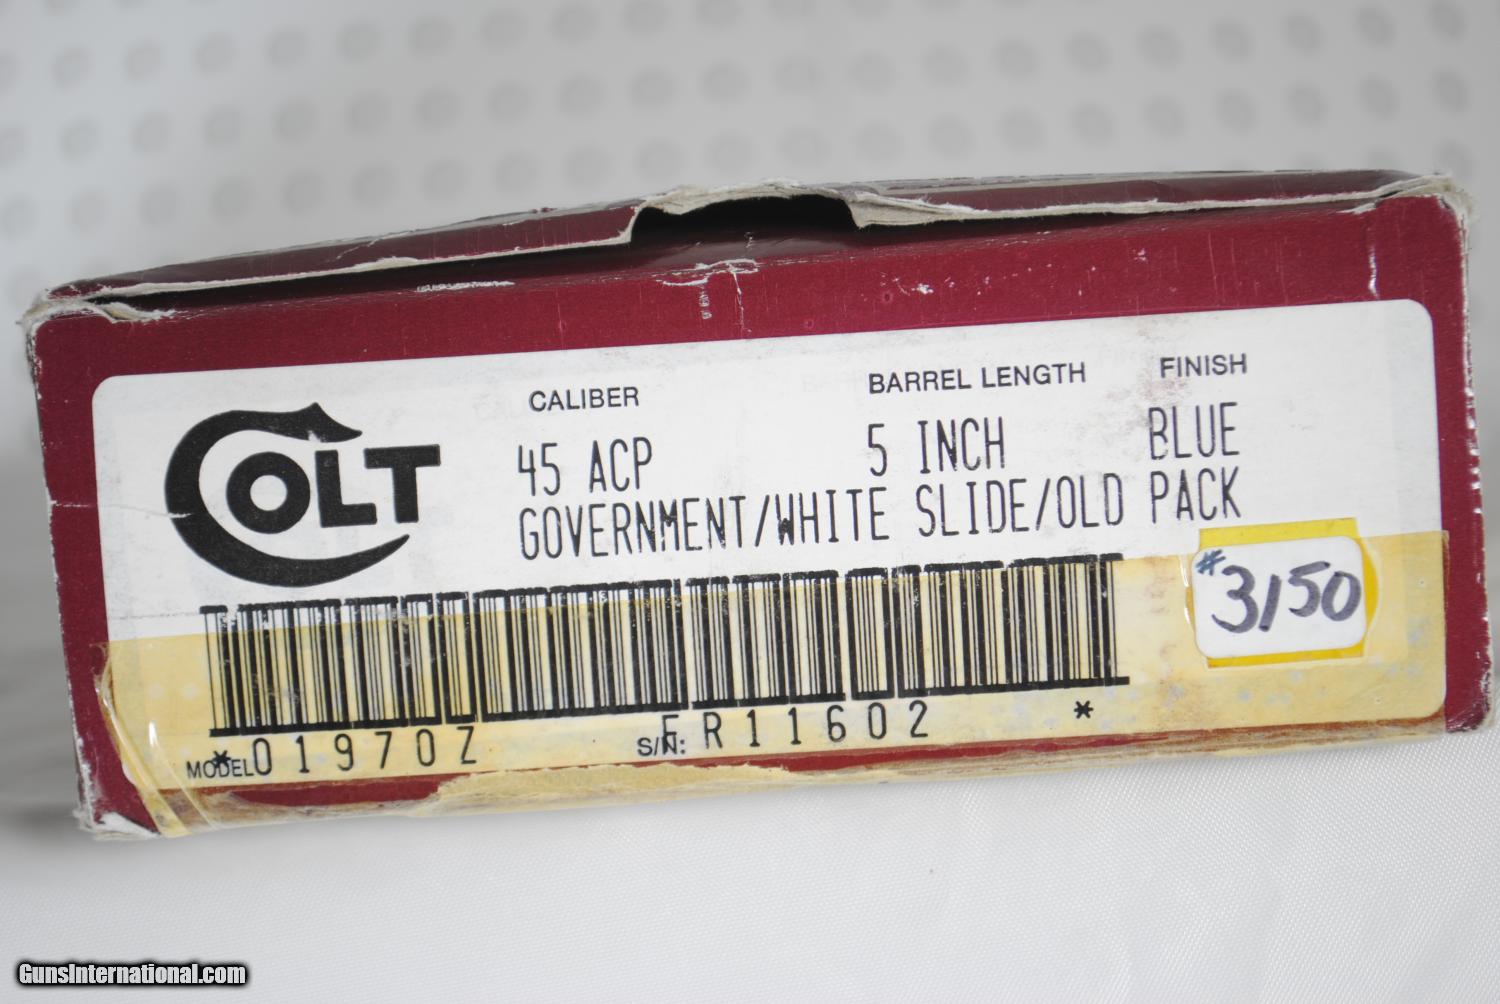 COLT
CALIBER BARREL LENGTH FINISH
45 ACP 5 INCH BLUE
GOVERNMENT/WHITE SLIDE/OLD PACK
#3150
MODEL*01970Z S/N: FR11602 *
GunsInternational.com